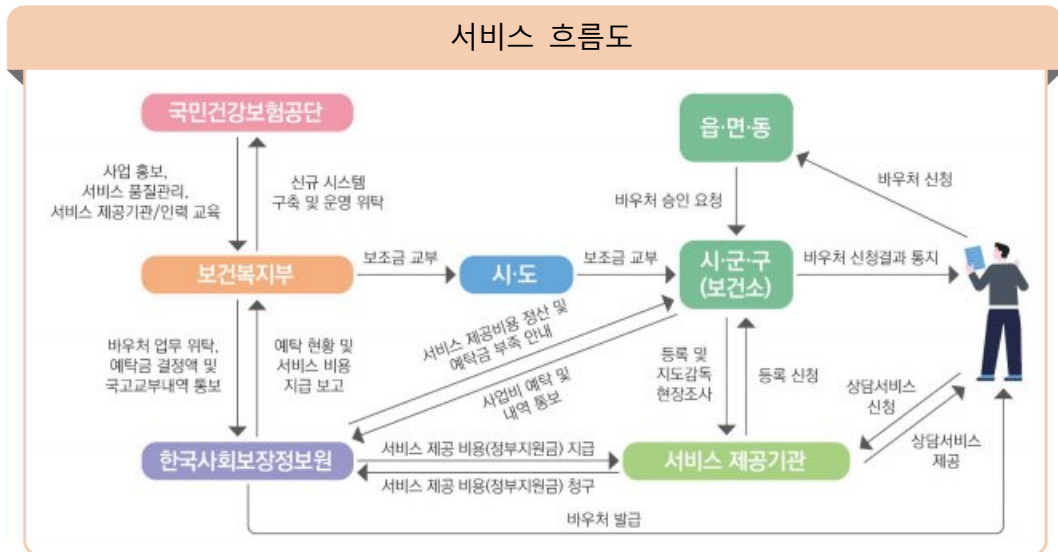 서비스 흐름도
국민건강보험공단
읍·면·동
사업 홍보,
서비스 품질관리,
서비스 제공기관/인력 교육
신규 시스템
구축 및 운영 위탁
바우처 승인 요청
바우처 신청
보건복지부
보조금 교부
시·도
보조금 교부
시·군·구
(보건소)
바우처 신청결과 통지
바우처 업무 위탁,
예탁금 결정액 및
국고교부내역 통보
예탁 현황 및
서비스 비용
지급 보고
서비스 제공비용 정산 및
예탁금 부족 안내
사업비 예탁 및
내역 통보
등록 및
지도감독
현장조사
등록 신청
상담서비스
신청
상담서비스
제공
한국사회보장정보원
서비스 제공 비용(정부지원금) 지급
서비스 제공 비용(정부지원금) 청구
서비스 제공기관
바우처 발급